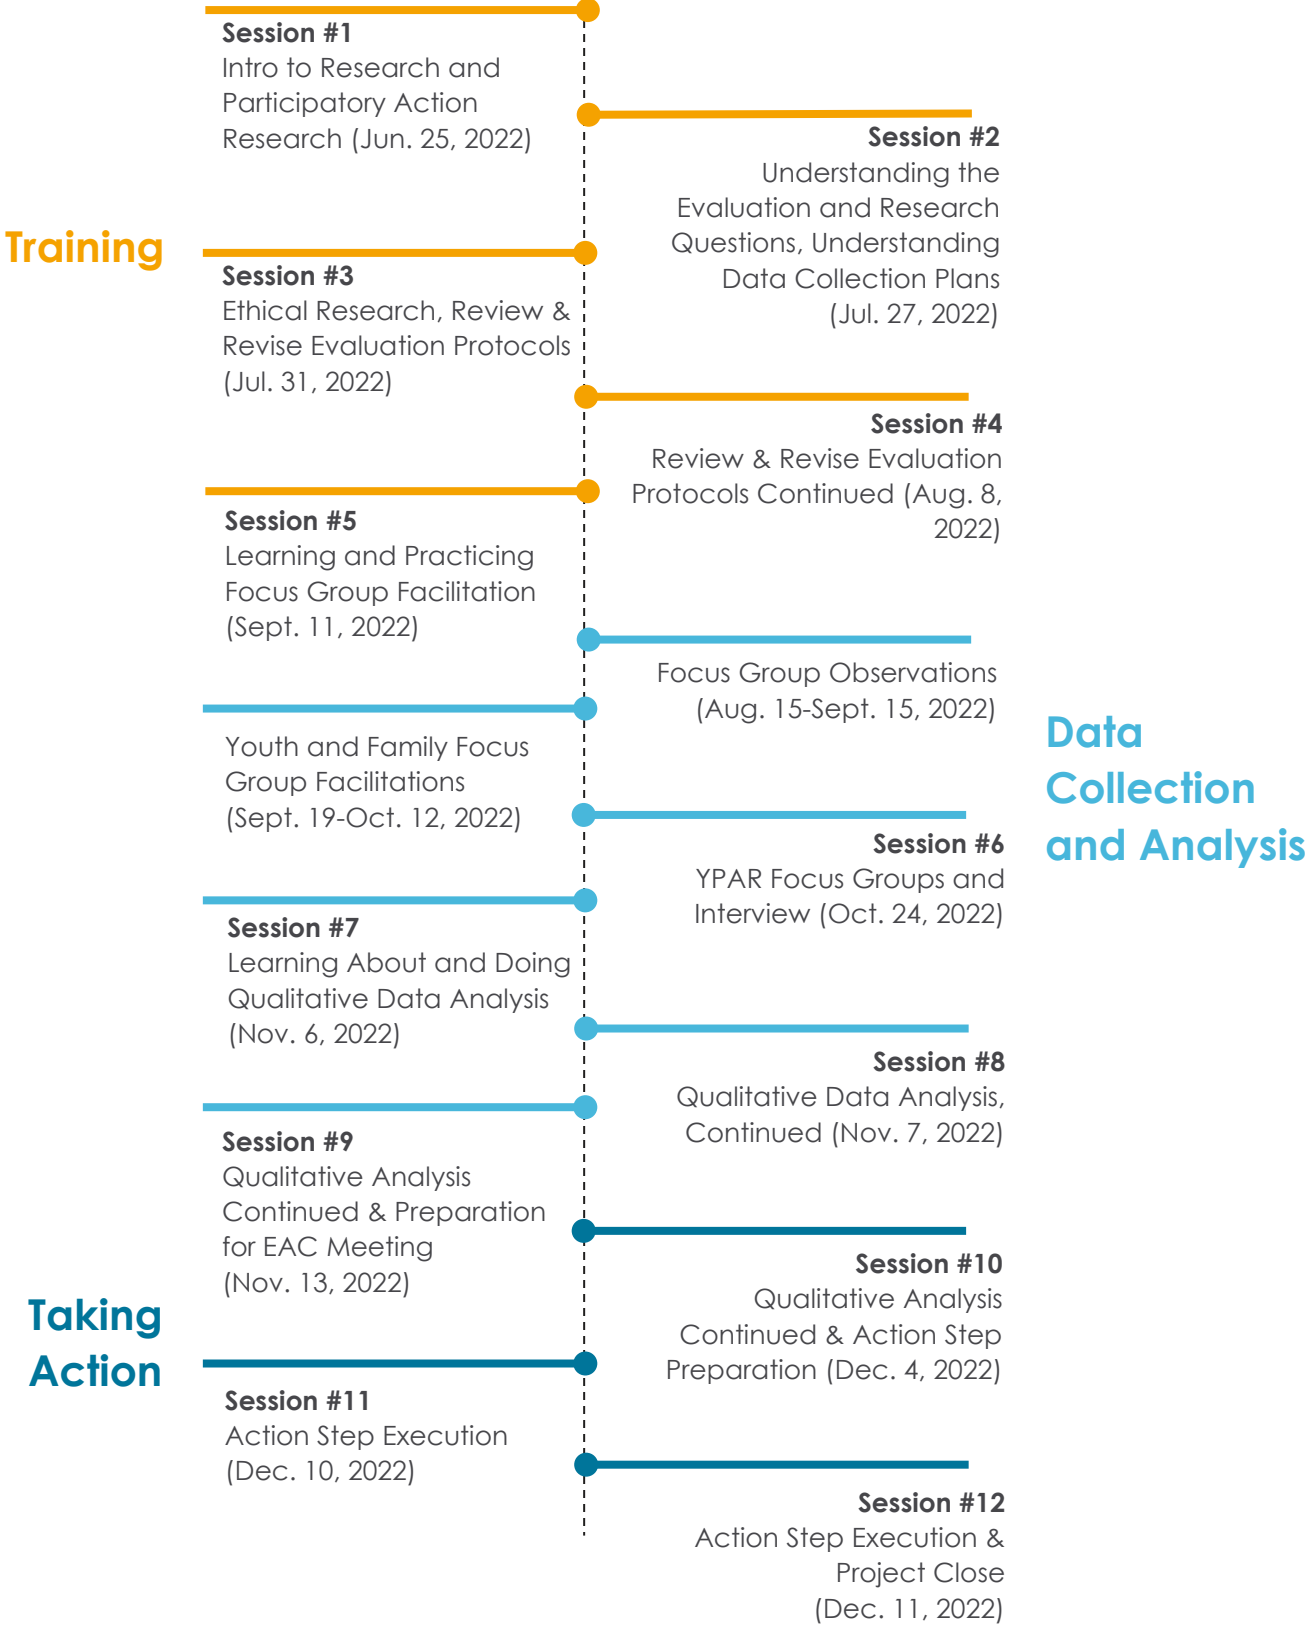 Session #1
Intro to Research and
Participatory Action
Research (Jun. 25, 2022)
Session #2
Understanding the
Evaluation and Research
Questions, Understanding
Data Collection Plans
(Jul. 27, 2022)
Training
Session #3
Ethical Research, Review &
Revise Evaluation Protocols
(Jul. 31, 2022)
Session #4
Review & Revise Evaluation
Protocols Continued (Aug. 8,
2022)
Session #5
Learning and Practicing
Focus Group Facilitation
(Sept. 11, 2022)
Focus Group Observations
(Aug. 15-Sept. 15, 2022)
Data
Collection
and Analysis
Youth and Family Focus
Group Facilitations
(Sept. 19-Oct. 12, 2022)
Session #6
YPAR Focus Groups and
Interview (Oct. 24, 2022)
Session #7
Learning About and Doing
Qualitative Data Analysis
(Nov. 6, 2022)
Session #8
Qualitative Data Analysis,
Continued (Nov. 7, 2022)
Session #9
Qualitative Analysis
Continued & Preparation
for EAC Meeting
(Nov. 13, 2022)
Session #10
Qualitative Analysis
Continued & Action Step
Preparation (Dec. 4, 2022)
Taking
Action
Session #11
Action Step Execution
(Dec. 10, 2022)
Session #12
Action Step Execution &
Project Close
(Dec. 11, 2022)